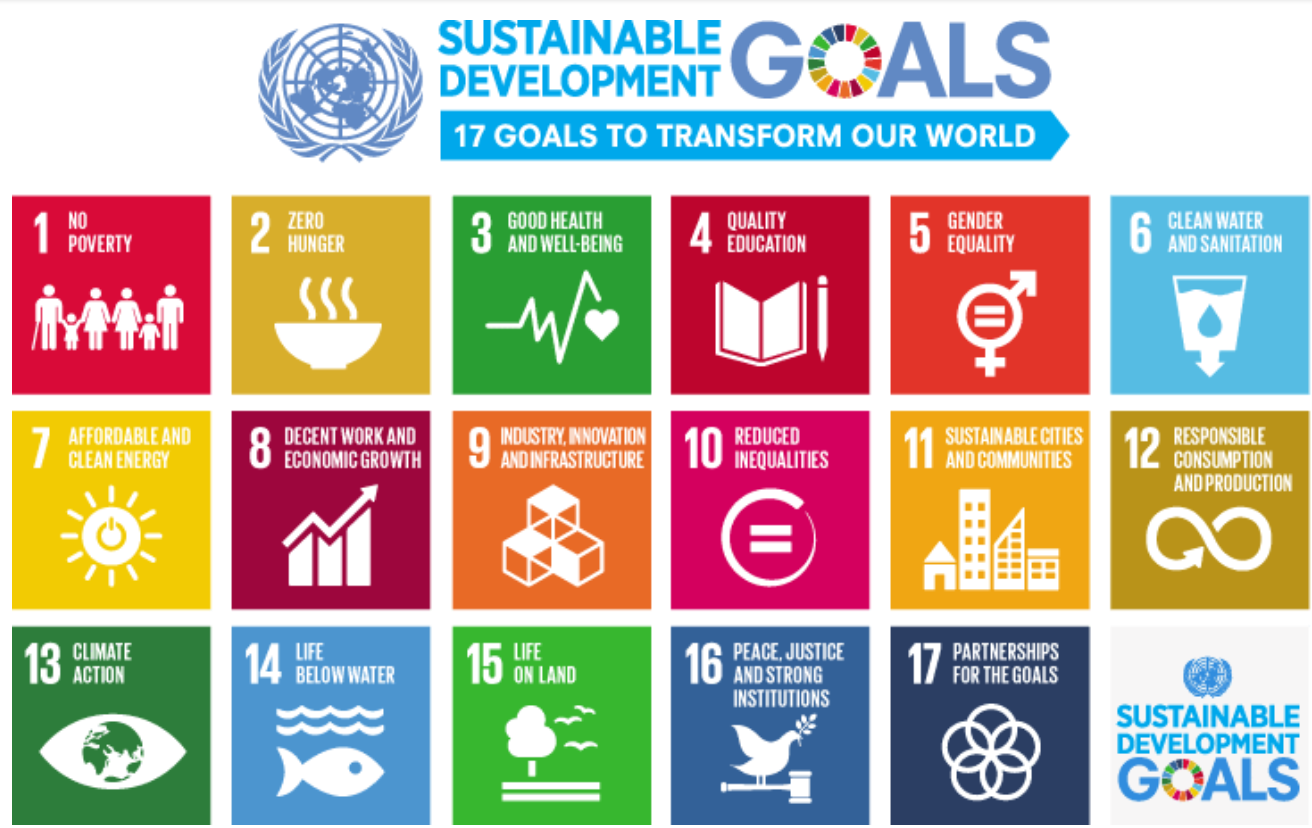 SUSTAINABLE
DEVELOPMENT
GOALS
17 GOALS TO TRANSFORM OUR WORLD
1 NO
POVERTY
2 ZERO
HUNGER
3 GOOD HEALTH
AND WELL-BEING
4 QUALITY
EDUCATION
5 GENDER
EQUALITY
6 CLEAN WATER
AND SANITATION
7 AFFORDABLE AND
CLEAN ENERGY
8 DECENT WORK AND
ECONOMIC GROWTH
9 INDUSTRY, INNOVATION
AND INFRASTRUCTURE
10 REDUCED
INEQUALITIES
11 SUSTAINABLE CITIES
AND COMMUNITIES
12 RESPONSIBLE
CONSUMPTION
AND PRODUCTION
13 CLIMATE
ACTION
14 LIFE
BELOW WATER
15 LIFE
ON LAND
16 PEACE, JUSTICE
AND STRONG
INSTITUTIONS
17 PARTNERSHIPS
FOR THE GOALS
SUSTAINABLE
DEVELOPMENT
GOALS